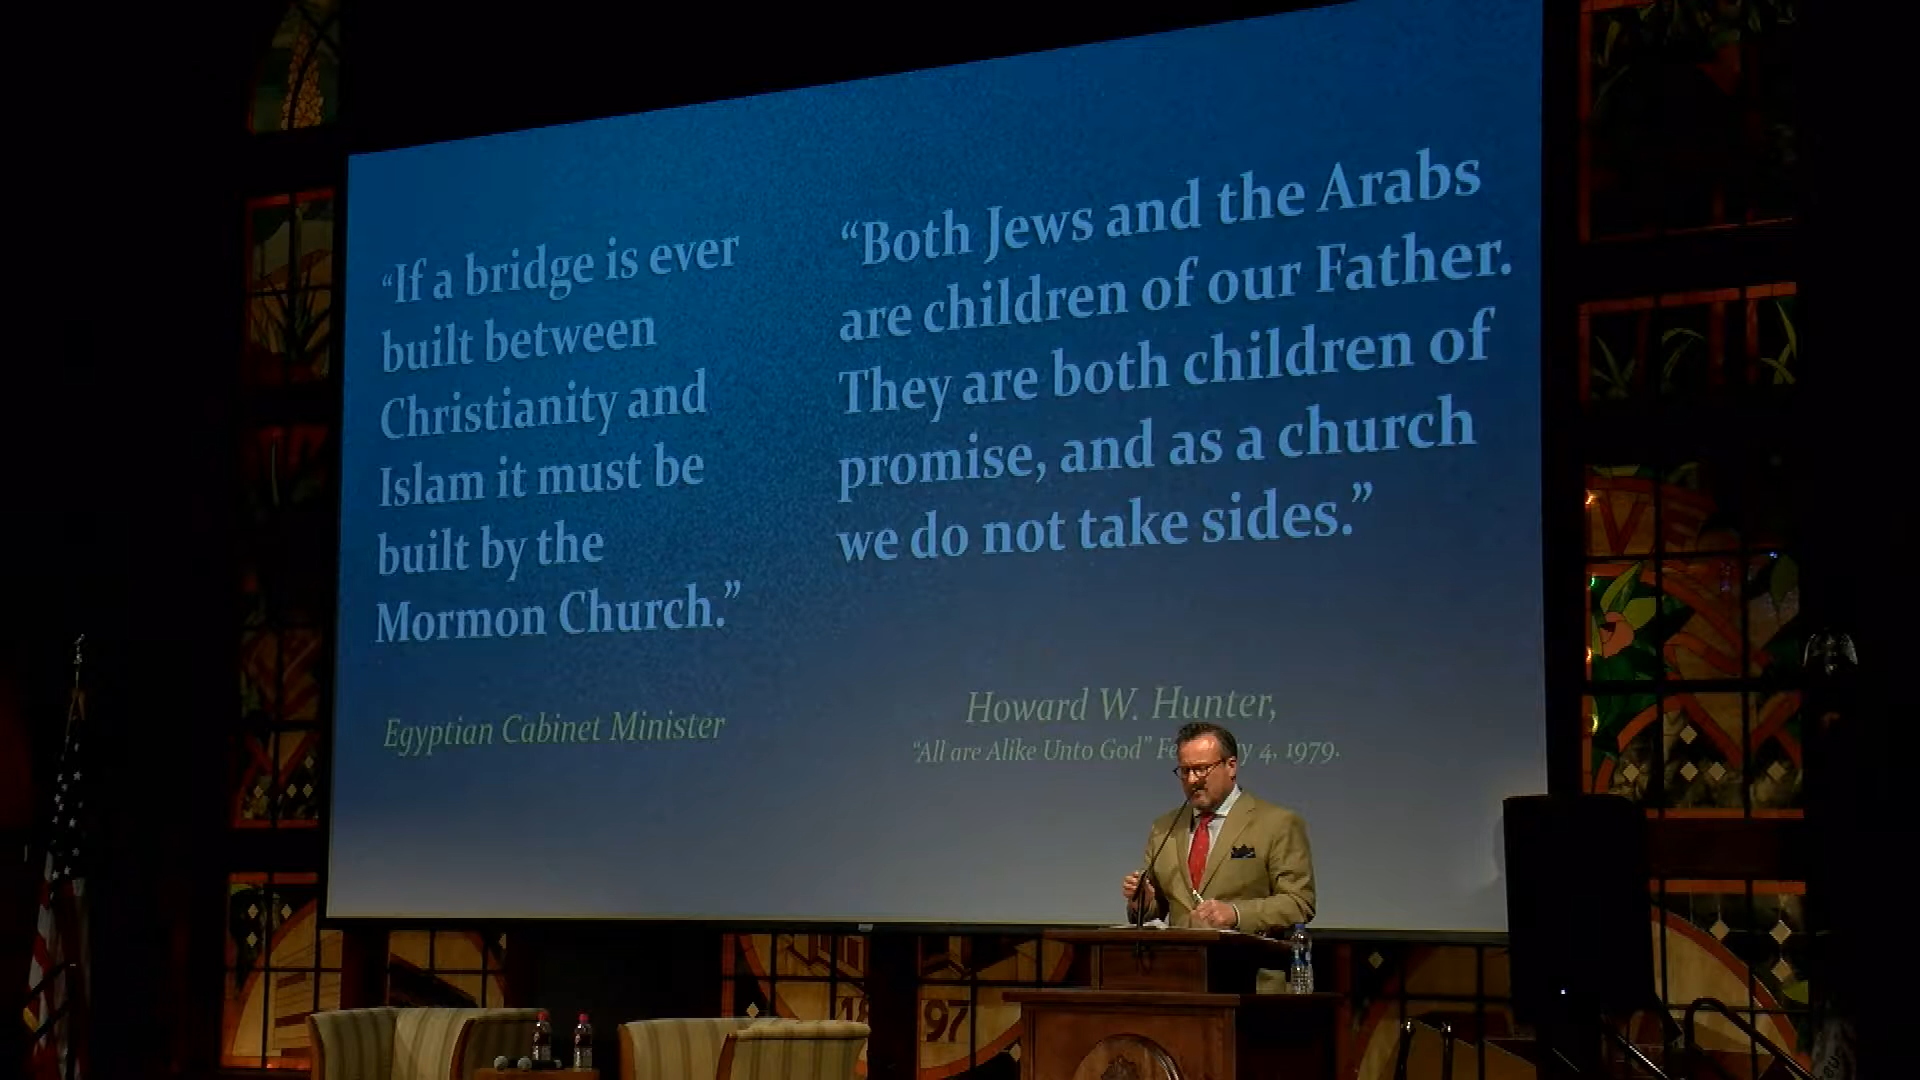 “If a bridge is ever
built between
Christianity and
Islam it must be
built by the
Mormon Church.”
Egyptian Cabinet Minister
“Both Jews and the Arabs
are children of our Father.
They are both children of
promise, and as a church
we do not take sides.”
Howard W. Hunter,
“All are Alike Unto God” Fe y 4, 1979.
VE
1897